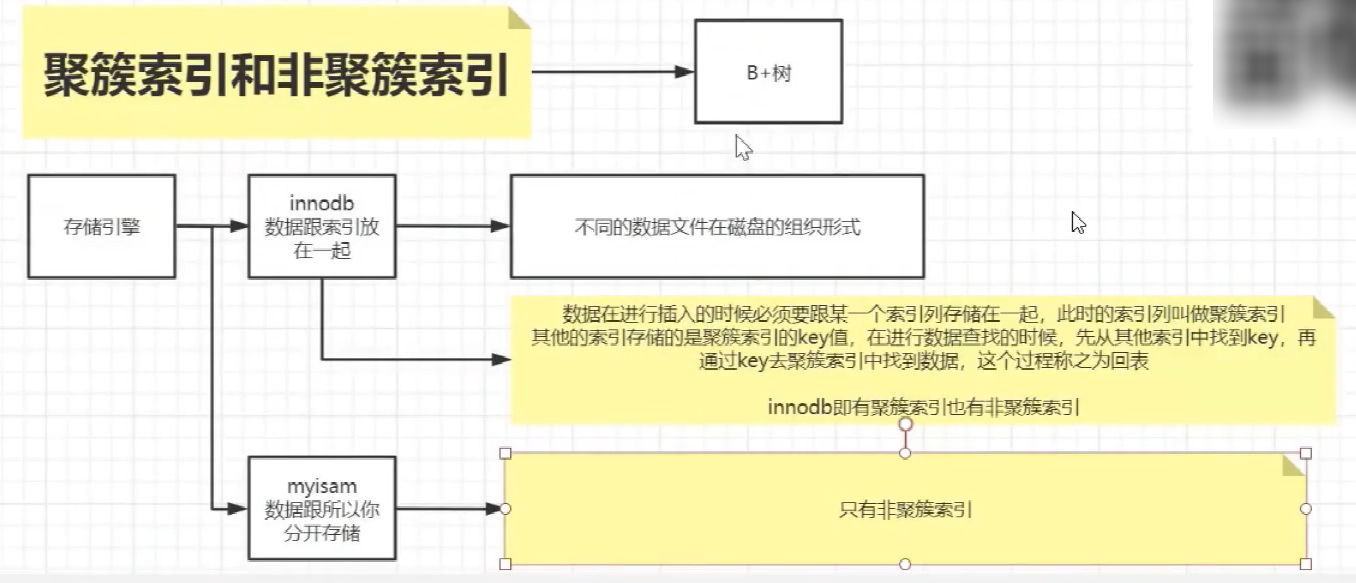 聚簇索引和非聚簇索引
B+树
存储引擎
innodb
数据跟索引放
在一起
不同的数据文件在磁盘的组织形式
数据在进行插入的时候必须要跟某一个索引列存储在一起，此时的索引列叫做聚簇索引
其他的索引存储的是聚簇索引的key值，在进行数据查找的时候，先从其他索引中找到key，再
通过key去聚簇索引中找到数据，这个过程称之为回表
innodb即有聚簇索引也有非聚簇索引
myisam
数据跟所以你
分开存储
只有非聚簇索引